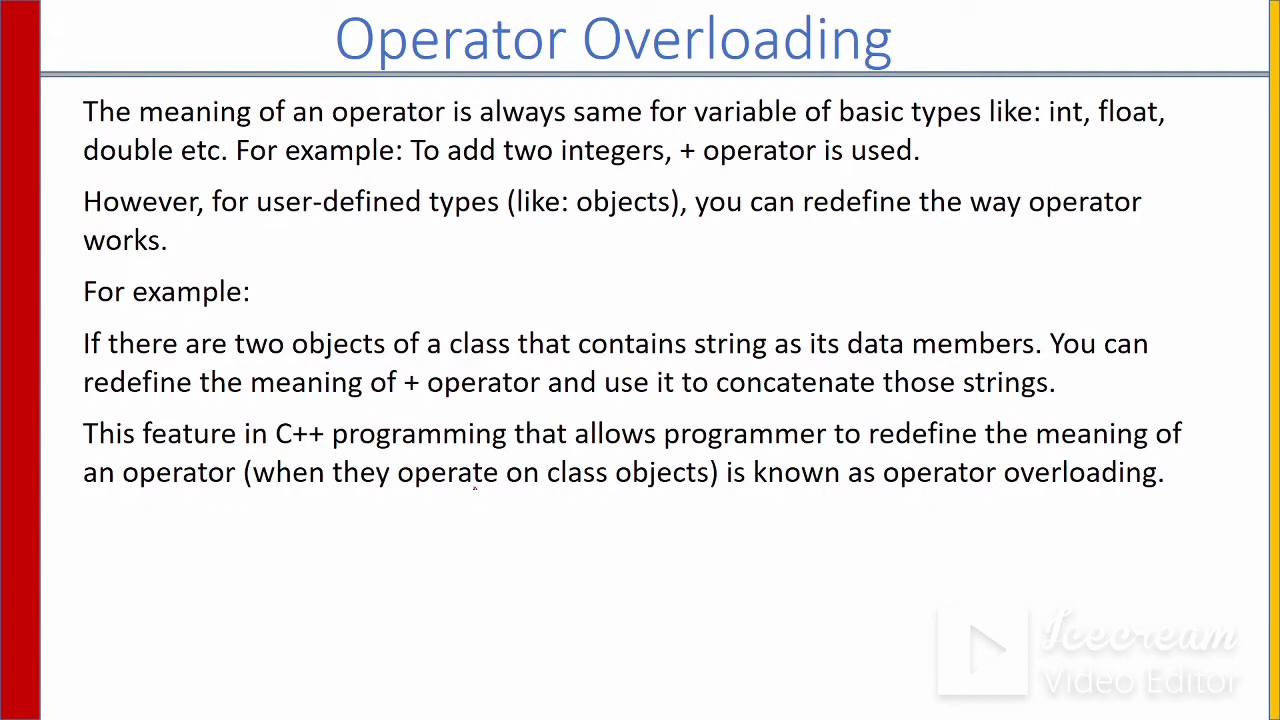 Operator Overloading
The meaning of an operator is always same for variable of basic types like: int, float,
double etc. For example: To add two integers, + operator is used.
However, for user-defined types (like: objects), you can redefine the way operator
works.
For example:
If there are two objects of a class that contains string as its data members. You can
redefine the meaning of + operator and use it to concatenate those strings.
This feature in C++ programming that allows programmer to redefine the meaning of
an operator (when they operate on class objects) is known as operator overloading.
Icecream
Video Editor